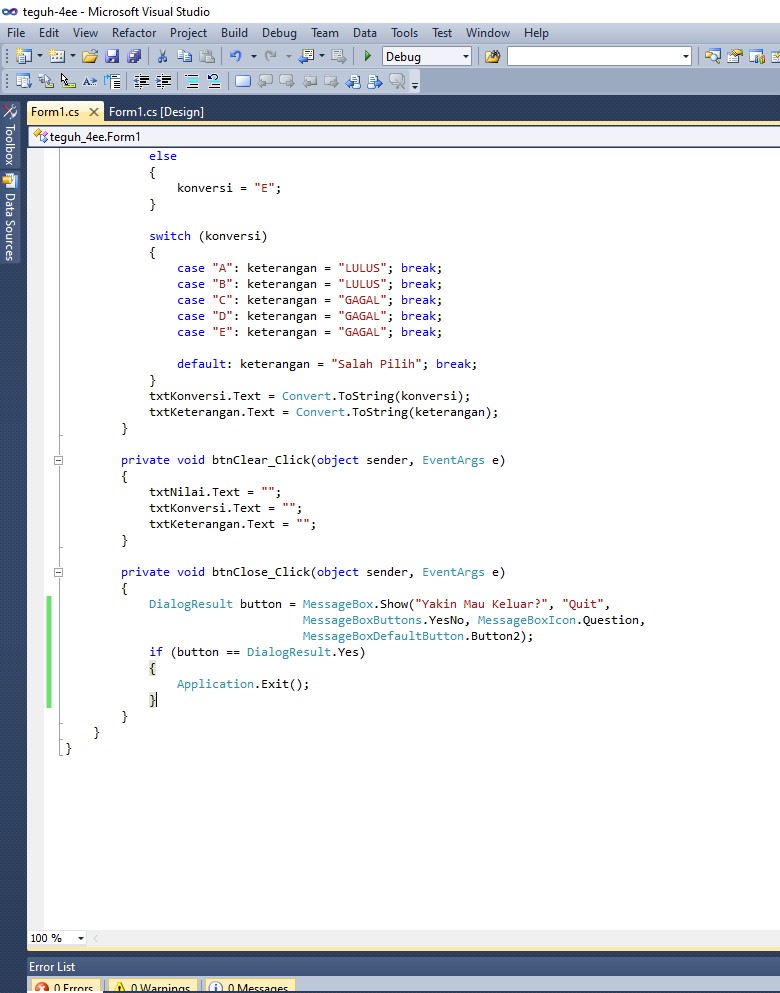 teguh-4ee - Microsoft Visual Studio
File Edit View Refactor Project Build Debug Team Data Tools Test Window Help
Debug
Form1.cs Form1.cs [Design]
Toolbox
Data Sources
teguh_4ee.Form1
else
{
konversi = "E";
}
switch (konversi)
{
case "A": keterangan = "LULUS"; break;
case "B": keterangan = "LULUS"; break;
case "C": keterangan = "GAGAL"; break;
case "D": keterangan = "GAGAL"; break;
case "E": keterangan = "GAGAL"; break;
default: keterangan = "Salah Pilih"; break;
}
txtKonversi.Text = Convert.ToString(konversi);
txtKeterangan.Text = Convert.ToString(keterangan);
}
private void btnClear_Click(object sender, EventArgs e)
{
txtNilai.Text = "";
txtKonversi.Text = "";
txtKeterangan.Text = "";
}
private void btnClose_Click(object sender, EventArgs e)
{
DialogResult button = MessageBox.Show("Yakin Mau Keluar?", "Quit",
MessageBoxButtons.YesNo, MessageBoxIcon.Question,
MessageBoxDefaultButton.Button2);
if (button == DialogResult.Yes)
{
Application.Exit();
}
}
}
}
100 %
Error List
0 Errors 0 Warnings 0 Messages